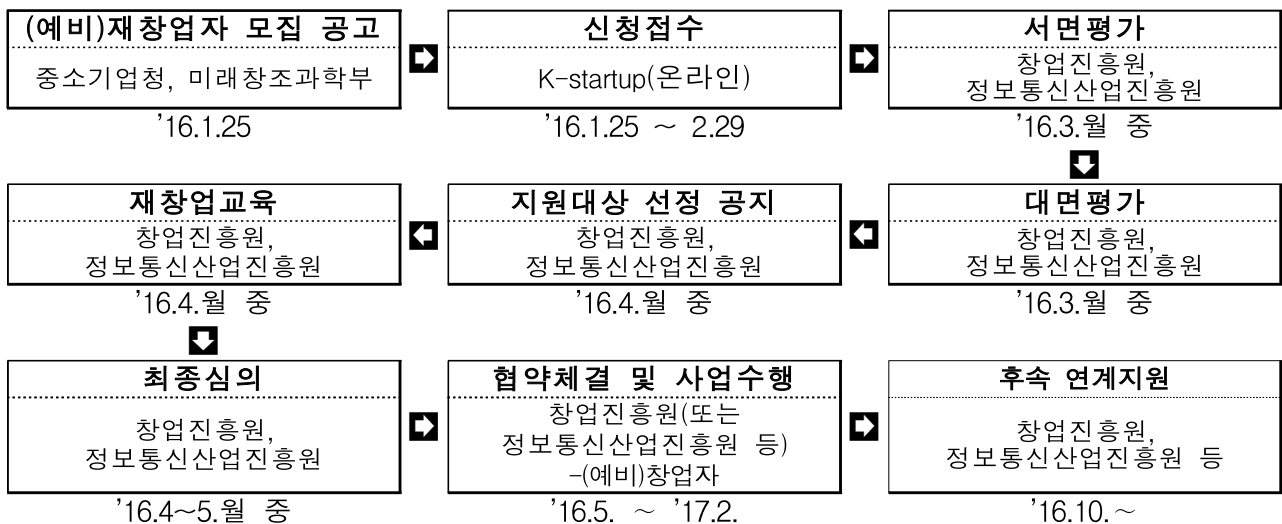 (예비)재창업자 모집 공고
중소기업청, 미래창조과학부
'16.1.25
신청접수
K-startup(온라인)
'16.1.25 ~ 2.29
서면평가
창업진흥원,
정보통신산업진흥원
'16.3.월 중
대면평가
창업진흥원,
정보통신산업진흥원
'16.3.월 중
지원대상 선정 공지
창업진흥원,
정보통신산업진흥원
'16.4.월 중
재창업교육
창업진흥원,
정보통신산업진흥원
'16.4.월 중
최종심의
창업진흥원,
정보통신산업진흥원
'16.4~5.월 중
협약체결 및 사업수행
창업진흥원(또는
정보통신산업진흥원 등)
-(예비)창업자
'16.5. ~ '17.2.
후속 연계지원
창업진흥원,
정보통신산업진흥원 등
'16.10.~